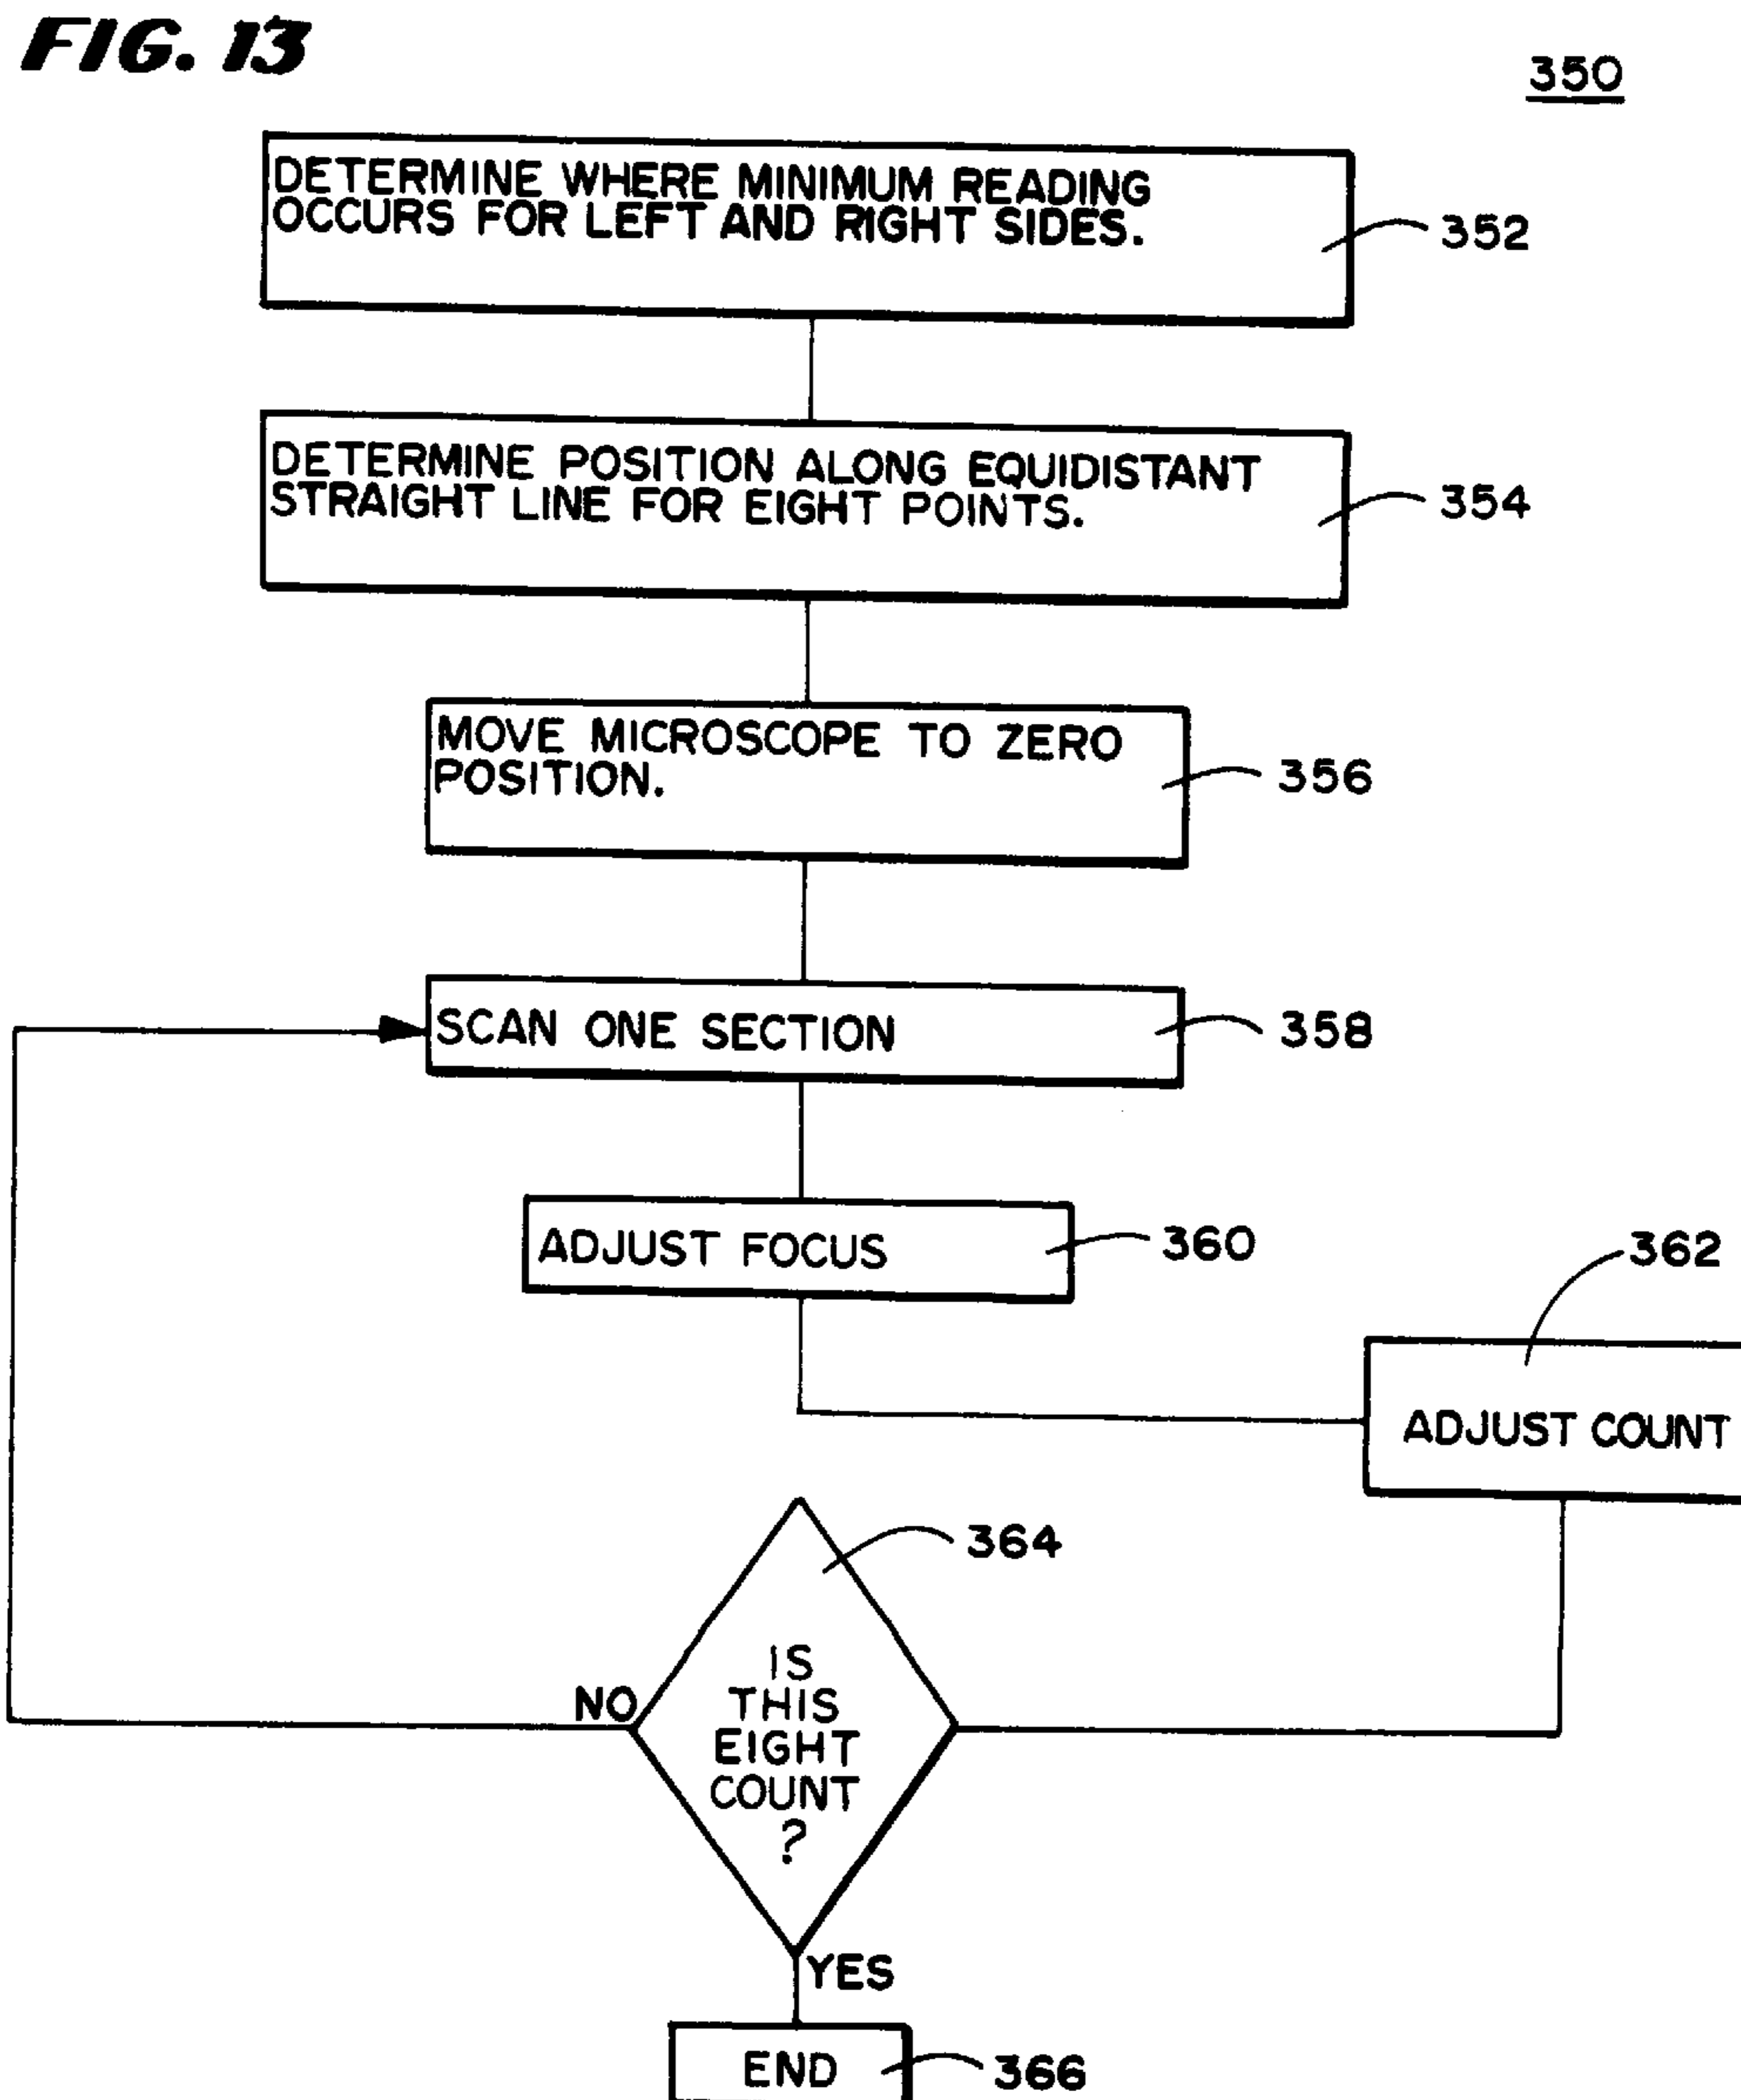 FIG. 13
350
DETERMINE WHERE MINIMUM READING
OCCURS FOR LEFT AND RIGHT SIDES.
352
DETERMINE POSITION ALONG EQUIDISTANT
STRAIGHT LINE FOR EIGHT POINTS.
354
MOVE MICROSCOPE TO ZERO
POSITION.
356
SCAN ONE SECTION
358
ADJUST FOCUS
360
362
ADJUST COUNT
364
IS
THIS
EIGHT
COUNT
?
NO
YES
END
366